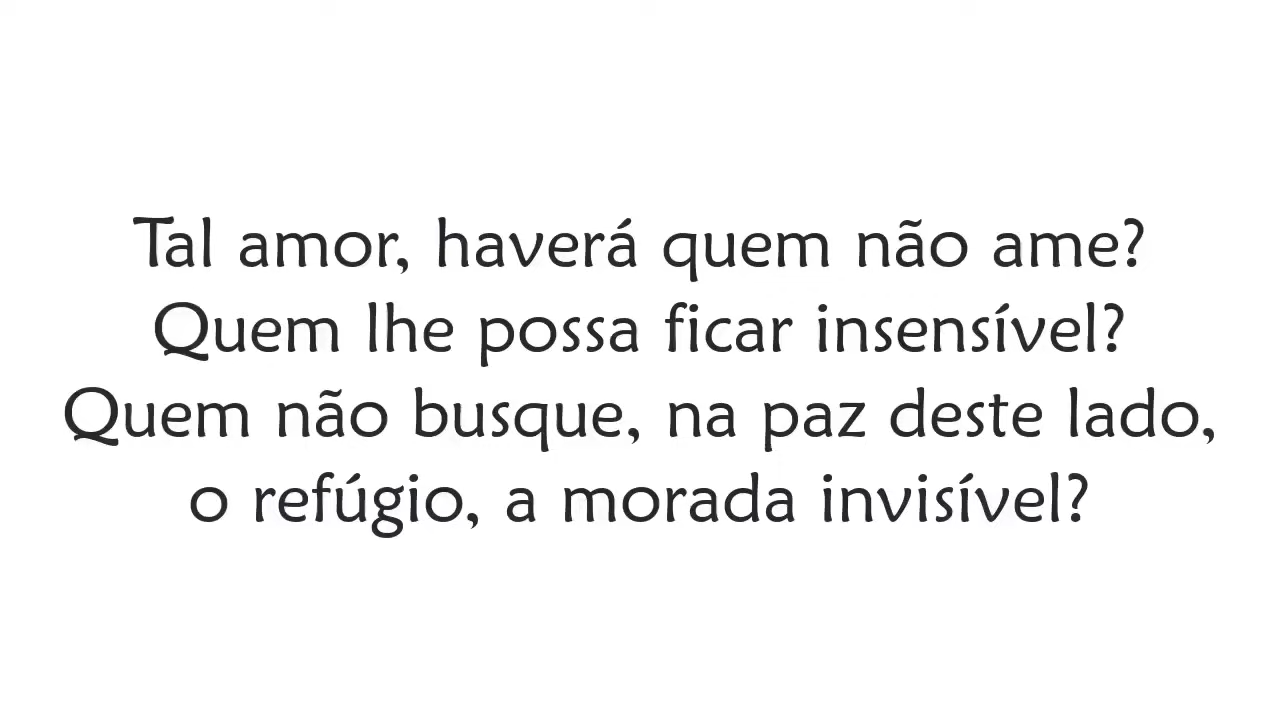 Tal amor, haverá quem não ame?
Quem lhe possa ficar insensível?
Quem não busque, na paz deste lado,
o refúgio, a morada invisível?